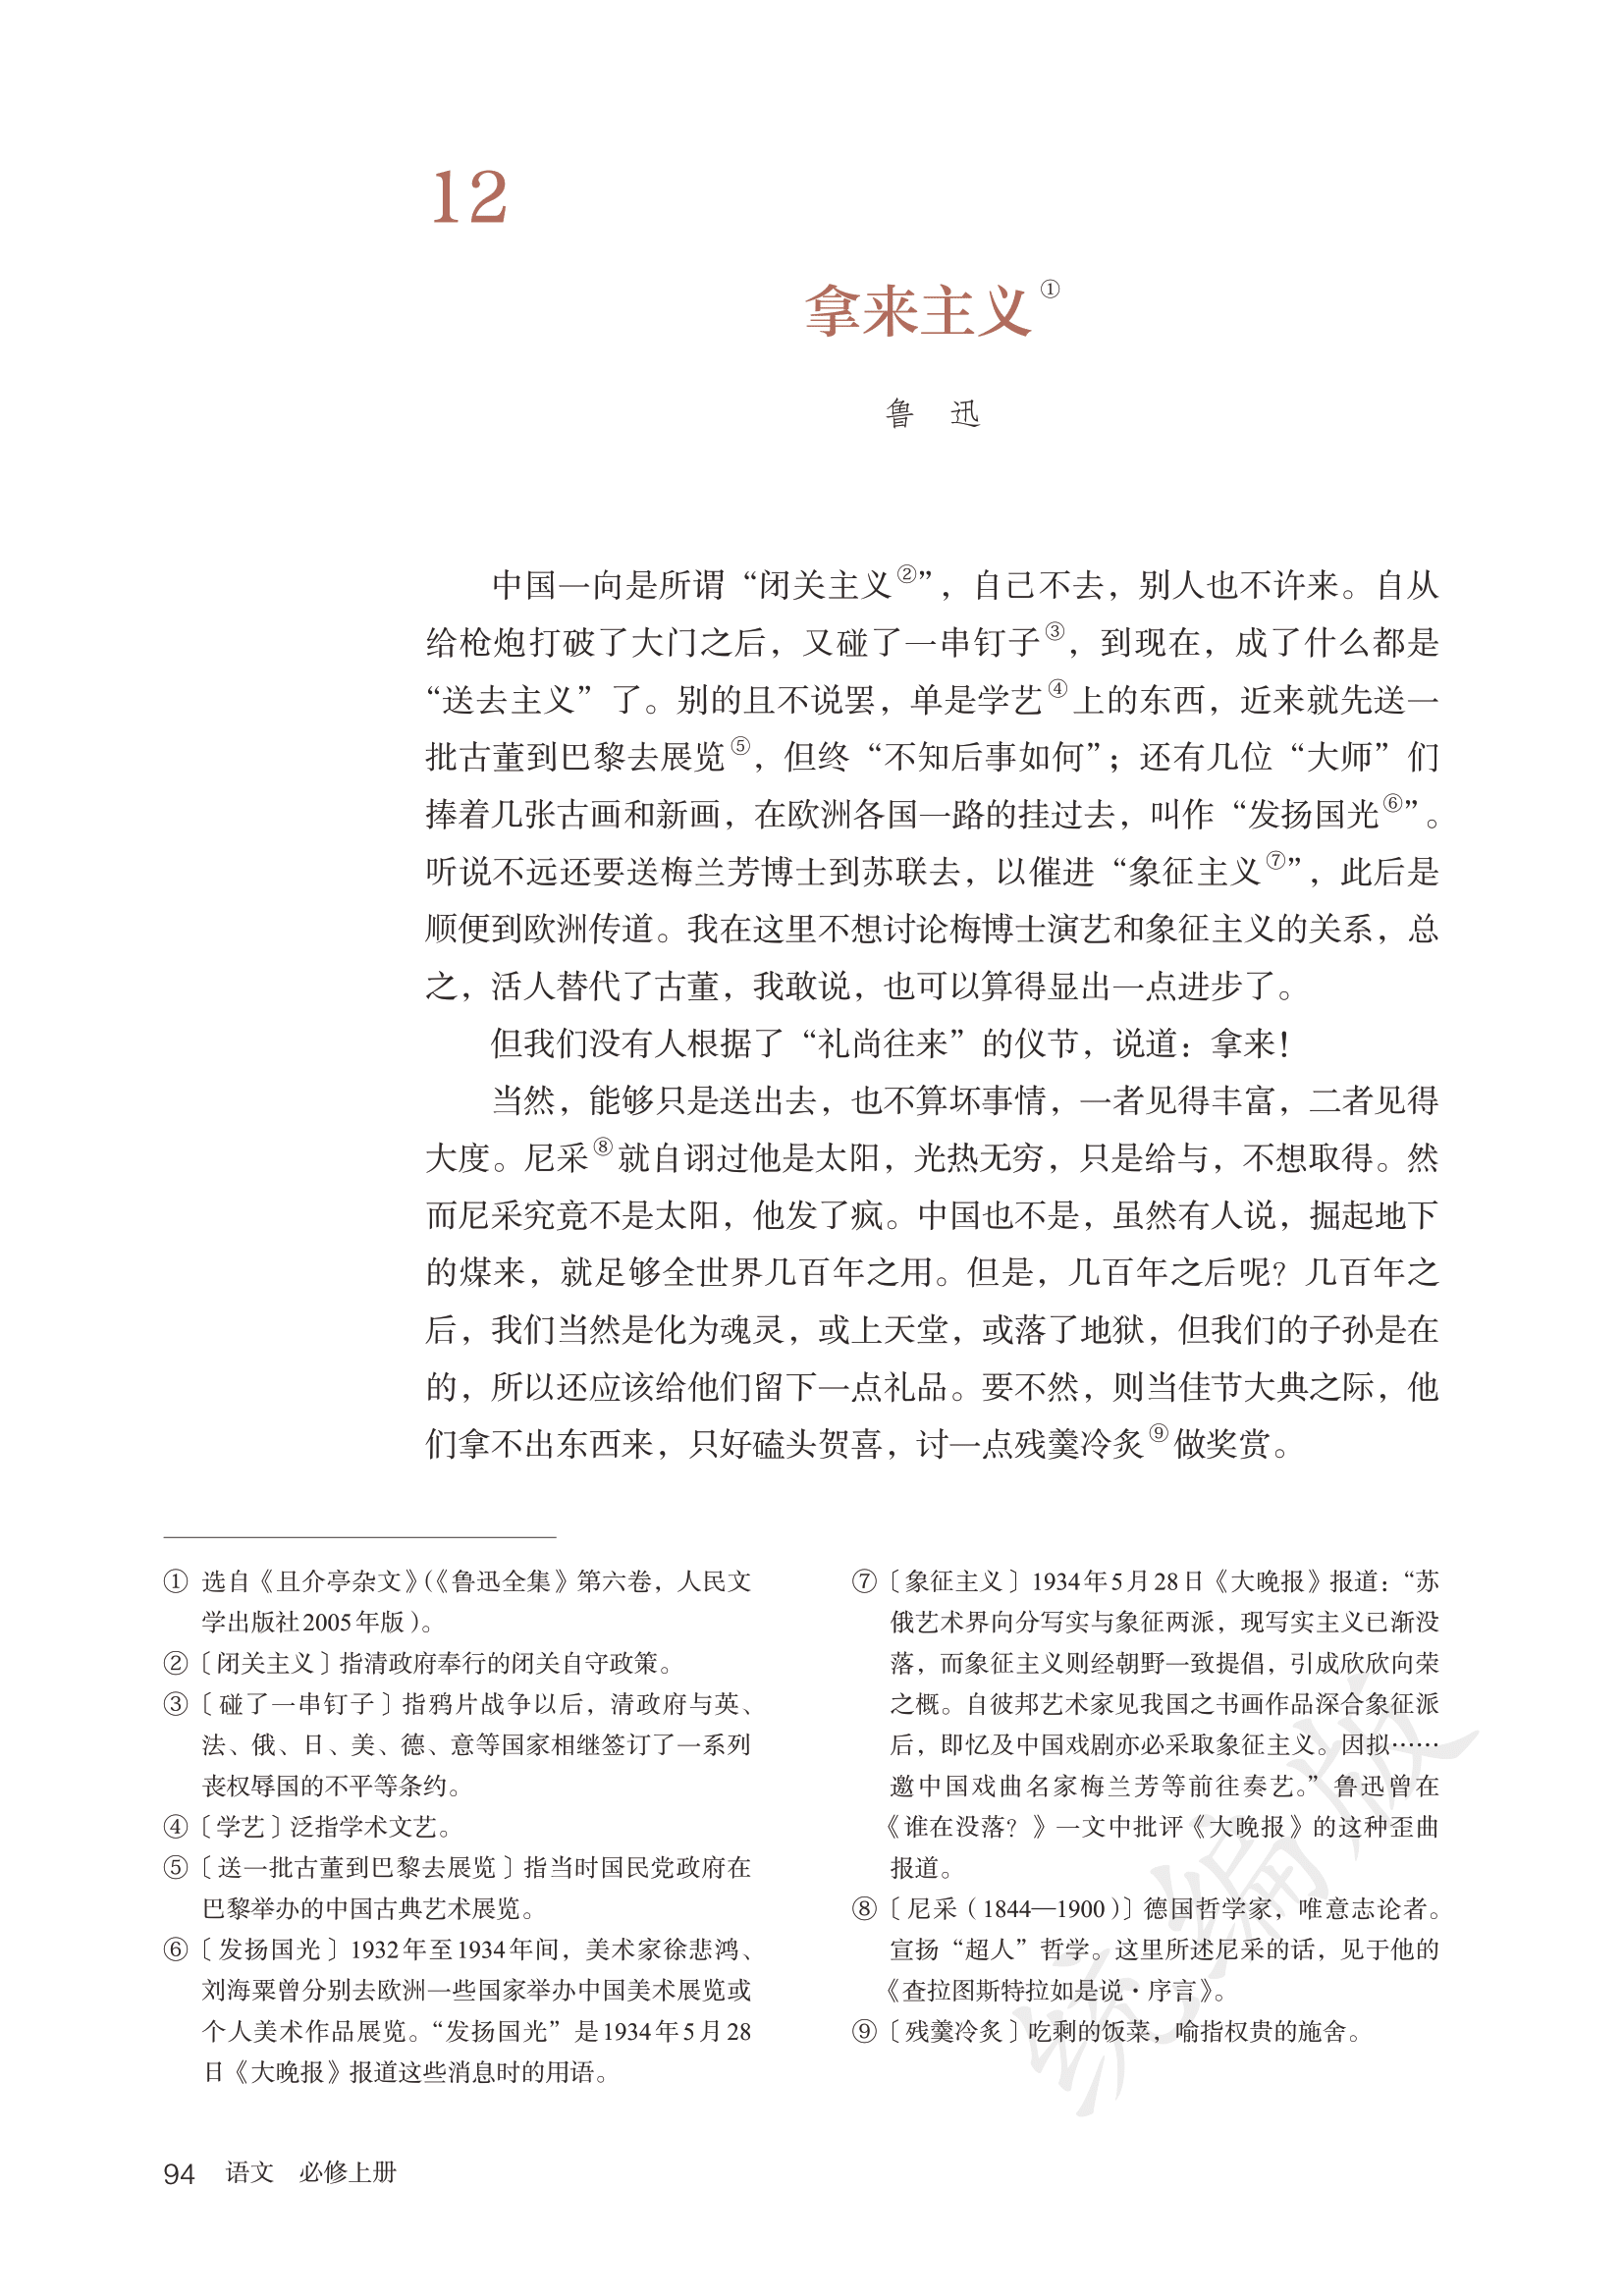 12
拿来主义①
鲁 迅
中国一向是所谓“闭关主义②”，自己不去，别人也不许来。自从
给枪炮打破了大门之后，又碰了一串钉子③，到现在，成了什么都是
“送去主义”了。别的且不说罢，单是学艺④上的东西，近来就先送一
批古董到巴黎去展览⑤，但终“不知后事如何”；还有几位“大师”们
捧着几张古画和新画，在欧洲各国一路的挂过去，叫作“发扬国光⑥”。
听说不远还要送梅兰芳博士到苏联去，以催进“象征主义⑦”，此后是
顺便到欧洲传道。我在这里不想讨论梅博士演艺和象征主义的关系，总
之，活人替代了古董，我敢说，也可以算得显出一点进步了。
但我们没有人根据了“礼尚往来”的仪节，说道：拿来！
当然，能够只是送出去，也不算坏事情，一者见得丰富，二者见得
大度。尼采⑧就自诩过他是太阳，光热无穷，只是给与，不想取得。然
而尼采究竟不是太阳，他发了疯。中国也不是，虽然有人说，掘起地下
的煤来，就足够全世界几百年之用。但是，几百年之后呢？几百年之
后，我们当然是化为魂灵，或上天堂，或落了地狱，但我们的子孙是在
的，所以还应该给他们留下一点礼品。要不然，则当佳节大典之际，他
们拿不出东西来，只好磕头贺喜，讨一点残羹冷炙⑨做奖赏。
① 选自《且介亭杂文》（《鲁迅全集》第六卷，人民文
学出版社2005年版）。
②〔闭关主义〕指清政府奉行的闭关自守政策。
③〔碰了一串钉子〕指鸦片战争以后，清政府与英、
法、俄、日、美、德、意等国家相继签订了一系列
丧权辱国的不平等条约。
④〔学艺〕泛指学术文艺。
⑤〔送一批古董到巴黎去展览〕指当时国民党政府在
巴黎举办的中国古典艺术展览。
⑥〔发扬国光〕1932年至1934年间，美术家徐悲鸿、
刘海粟曾分别去欧洲一些国家举办中国美术展览或
个人美术作品展览。“发扬国光”是1934年5月28
日《大晚报》报道这些消息时的用语。
⑦〔象征主义〕1934年5月28日《大晚报》报道：“苏
俄艺术界向分写实与象征两派，现写实主义已渐没
落，而象征主义则经朝野一致提倡，引成欣欣向荣
之概。自彼邦艺术家见我国之书画作品深合象征派
后，即忆及中国戏剧亦必采取象征主义。因拟……
邀中国戏曲名家梅兰芳等前往奏艺。”鲁迅曾在
《谁在没落？》一文中批评《大晚报》的这种歪曲
报道。
⑧〔尼采（1844—1900）〕德国哲学家，唯意志论者。
宣扬“超人”哲学。这里所述尼采的话，见于他的
《查拉图斯特拉如是说·序言》。
⑨〔残羹冷炙〕吃剩的饭菜，喻指权贵的施舍。
统编版
94 语文 必修上册